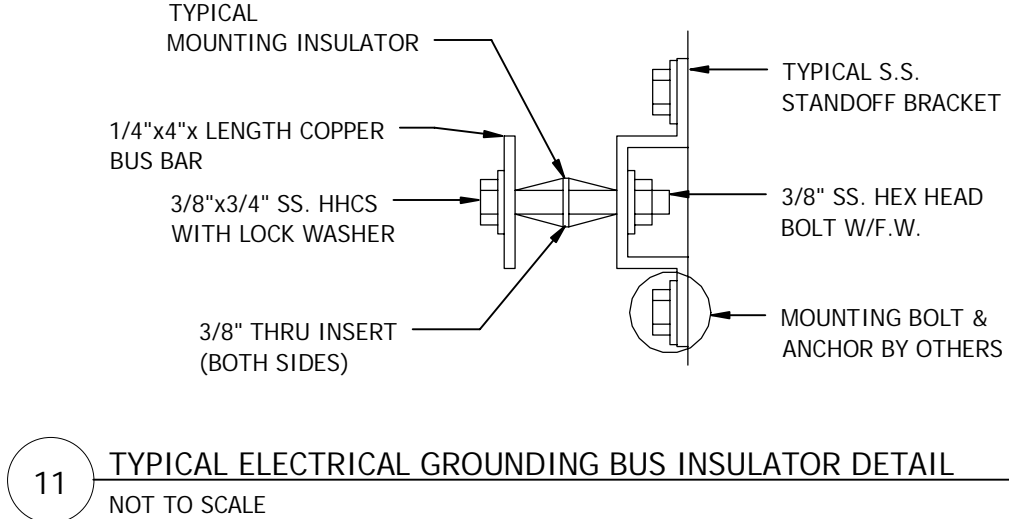 TYPICAL
MOUNTING INSULATOR
1/4"x4"x LENGTH COPPER
BUS BAR
3/8"x3/4" SS. HHCS
WITH LOCK WASHER
3/8" THRU INSERT
(BOTH SIDES)
TYPICAL S.S.
STANDOFF BRACKET
3/8" SS. HEX HEAD
BOLT W/F.W.
MOUNTING BOLT &
ANCHOR BY OTHERS
11
TYPICAL ELECTRICAL GROUNDING BUS INSULATOR DETAIL
NOT TO SCALE